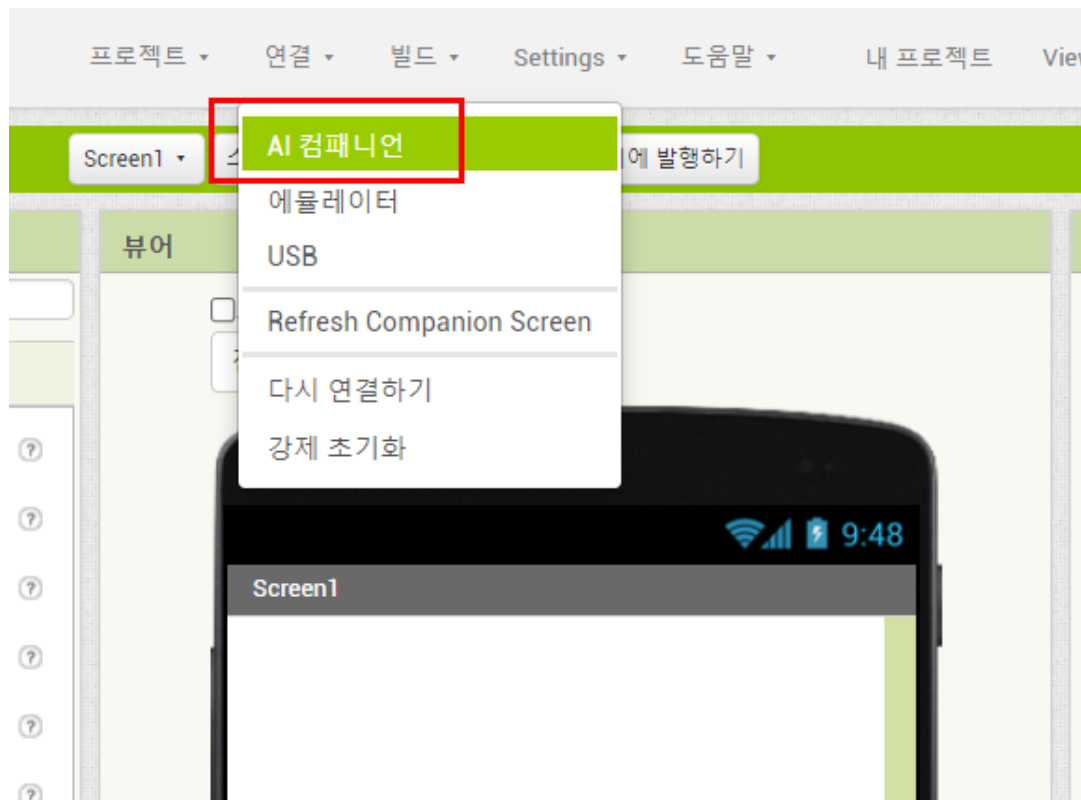 프로젝트 연결 빌드 Settings 도움말 내 프로젝트
Screen1 에 발행하기
AI 컴패니언
에뮬레이터
USB
뷰어
Refresh Companion Screen
다시 연결하기
강제 초기화
9:48
Screen1